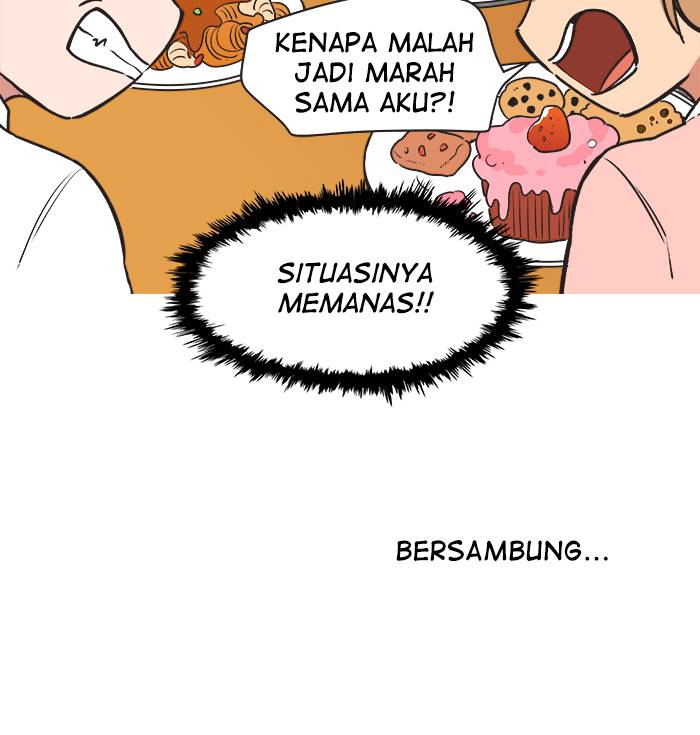 KENAPA MALAH
JADI MARAH
SAMA AKU?!
SITUASINYA
MEMANAS!!
BERSAMBUNG...